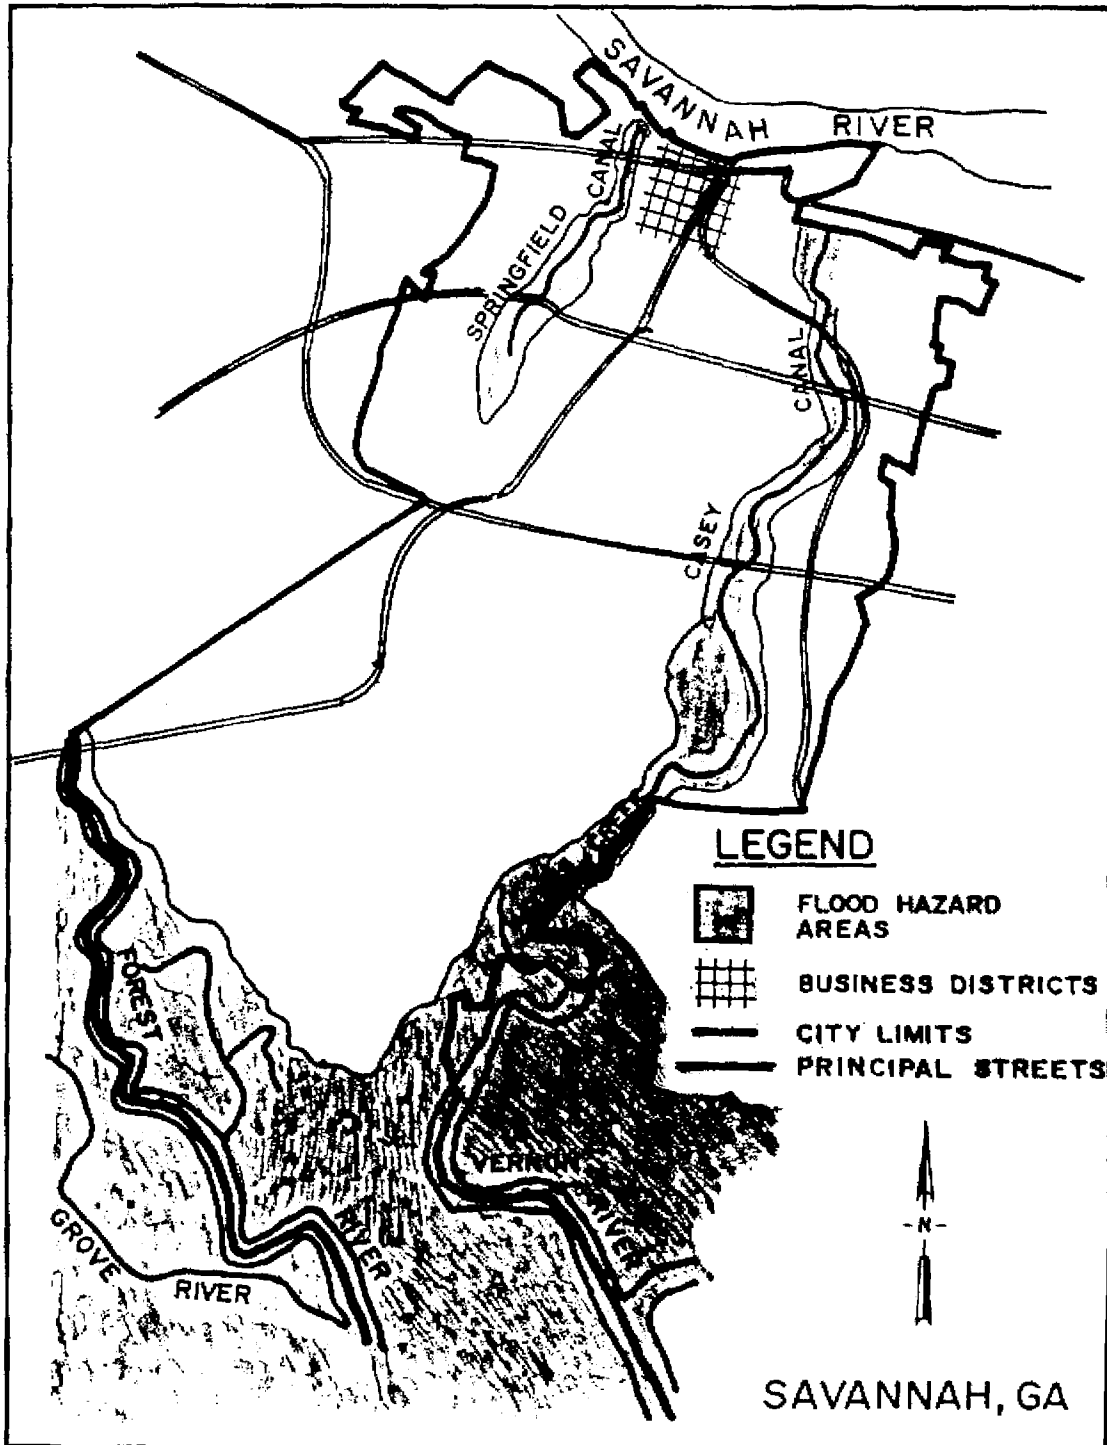 SAVANNAH RIVER
SPRINGFIELD CANAL
CASEY CNNAL
LEGEND
FLOOD HAZARD
AREAS
BUSINESS DISTRICTS
CITY LIMITS
PRINCIPAL STREETS
FOREST RIVER
VERNON RIVER
GROVE RIVER
-N-
SAVANNAH, GA